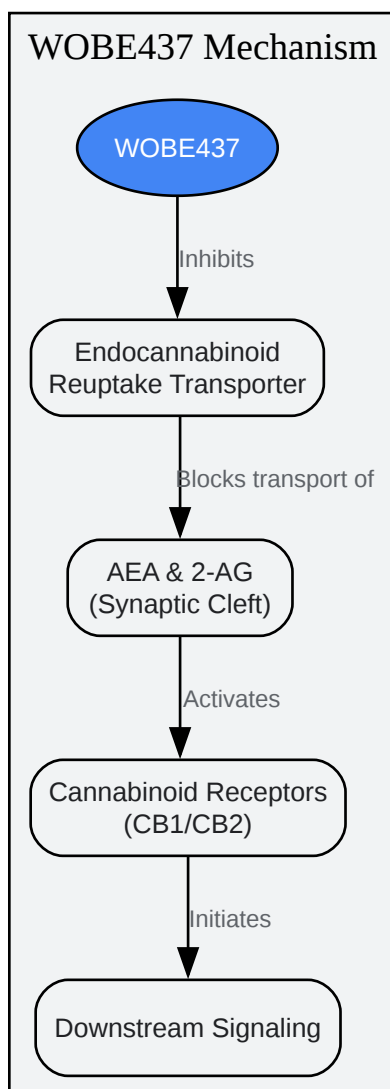 WOBE437 Mechanism
WOBE437
Inhibits
Endocannabinoid
Reuptake Transporter
Blocks transport of
AEA & 2-AG
(Synaptic Cleft)
Activates
Cannabinoid Receptors
(CB1/CB2)
Initiates
Downstream Signaling